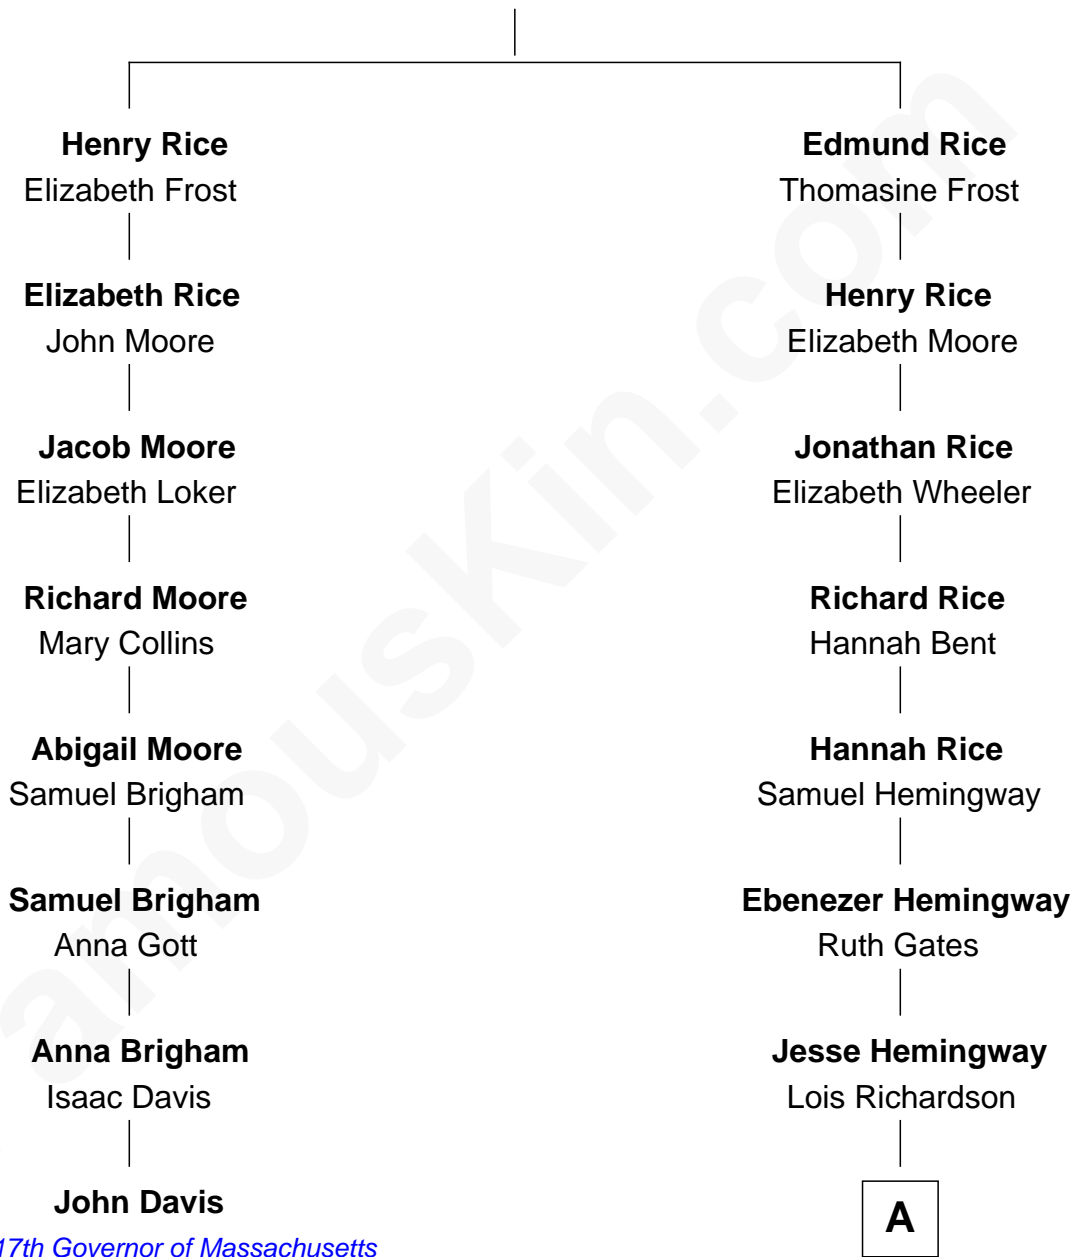 Henry Rice
Elizabeth Frost
Edmund Rice
Thomasine Frost
Elizabeth Rice
John Moore
Henry Rice
Elizabeth Moore
Jacob Moore
Elizabeth Loker
Jonathan Rice
Elizabeth Wheeler
Richard Moore
Mary Collins
Richard Rice
Hannah Bent
Abigail Moore
Samuel Brigham
Hannah Rice
Samuel Hemingway
Samuel Brigham
Anna Gott
Ebenezer Hemingway
Ruth Gates
Anna Brigham
Isaac Davis
Jesse Hemingway
Lois Richardson
John Davis
17th Governor of Massachusetts
A
amouskin.com